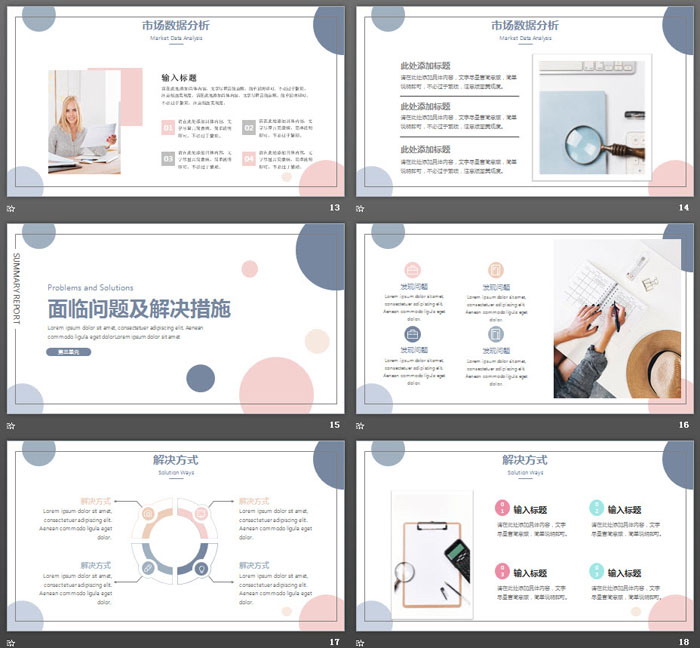 市场数据分析
Market Data Analysis
输入标题
01
02
03
04
13
市场数据分析
Market Data Analysis
此处添加标题
请在此处添加具体内容，文字尽量言简意赅，简单
说明即可，不必过于繁琐，注意版面美观度。
此处添加标题
请在此处添加具体内容，文字尽量言简意赅，简单
说明即可，不必过于繁琐，注意版面美观度。
此处添加标题
请在此处添加具体内容，文字尽量言简意赅，简单
说明即可，不必过于繁琐，注意版面美观度。
14
SUMMARY REPORT
Problems and Solutions
面临问题及解决措施
Lorem ipsum dolor sit amet, consectetuer adipiscing elit. Aenean
commodo ligula eget dolor.Lorem ipsum dolor sit amet
第三单元
15
发现问题
Lorem ipsum dolor sit amet,
consectetuer adipiscing elit.
Aenean commodo ligula eget
dolor.
发现问题
Lorem ipsum dolor sit amet,
consectetuer adipiscing elit.
Aenean commodo ligula eget
dolor.
发现问题
Lorem ipsum dolor sit amet,
consectetuer adipiscing elit.
Aenean commodo ligula eget
dolor.
发现问题
Lorem ipsum dolor sit amet,
consectetuer adipiscing elit.
Aenean commodo ligula eget
dolor.
16
解决方式
Solution Ways
解决方式
Lorem ipsum dolor sit amet,
consectetuer adipiscing elit.
Aenean commodo ligula eget
dolor.
解决方式
Lorem ipsum dolor sit amet,
consectetuer adipiscing elit.
Aenean commodo ligula eget
dolor.
解决方式
Lorem ipsum dolor sit amet,
consectetuer adipiscing elit.
Aenean commodo ligula eget
dolor.
解决方式
Lorem ipsum dolor sit amet,
consectetuer adipiscing elit.
Aenean commodo ligula eget
dolor.
17
解决方式
Solution Ways
01
输入标题
请在此处添加具体内容，文字
尽量言简意赅，简单说明即可。
02
输入标题
请在此处添加具体内容，文字
尽量言简意赅，简单说明即可。
03
输入标题
请在此处添加具体内容，文字
尽量言简意赅，简单说明即可。
输入标题
请在此处添加具体内容，文字
尽量言简意赅，简单说明即可。
18